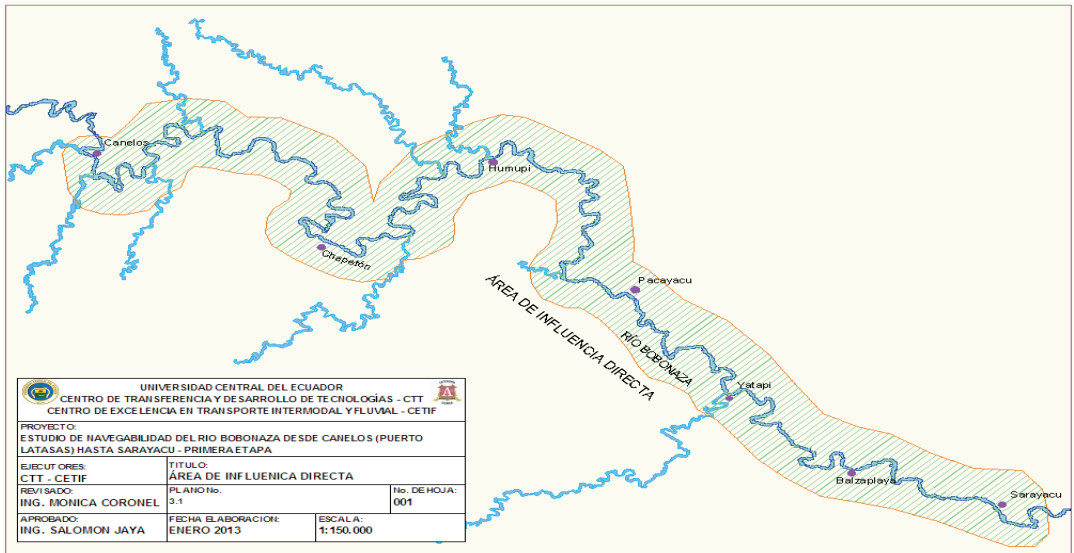 Canelos
Humupi
Chapetón
Pacayacu
ÁREA DE INFLUENCIA DIRECTA
RÍO BOBONAZA
Yatapi
Balzaplaya
Sarayacu
UNIVERSIDAD CENTRAL DEL ECUADOR
CENTRO DE TRANSFERENCIA Y DESARROLLO DE TECNOLOGÍAS - CTT
CENTRO DE EXCELENCIA EN TRANSPORTE INTERMODAL Y FLUVIAL - CETIF
PROYECTO:
ESTUDIO DE NAVEGABILIDAD DEL RIO BOBONAZA DESDE CANELOS (PUERTO
LATASAS) HASTA SARAYACU - PRIMERA ETAPA
EJECUTORES:
CTT - CETIF
TITULO:
ÁREA DE INFLUENICA DIRECTA
REVISADO:
ING. MONICA CORONEL
PLANO No.
3.1
No. DE HOJA:
001
APROBADO:
ING. SALOMON JAYA
FECHA ELABORACION:
ENERO 2013
ESCALA:
1:150.000